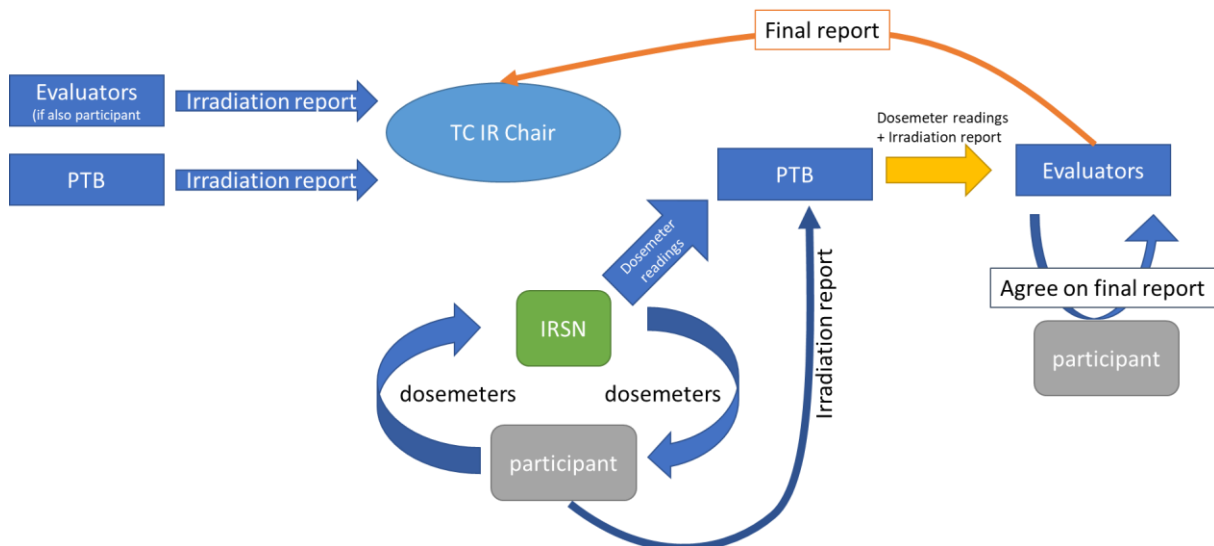 Final report
Evaluators
(if also participant
Irradiation report
TC IR Chair
PTB
Irradiation report
Dosemeter readings
+ Irradiation report
PTB
Evaluators
Dosemeter
readings
Irradiation report
Agree on final report
IRSN
participant
dosemeters
dosemeters
participant